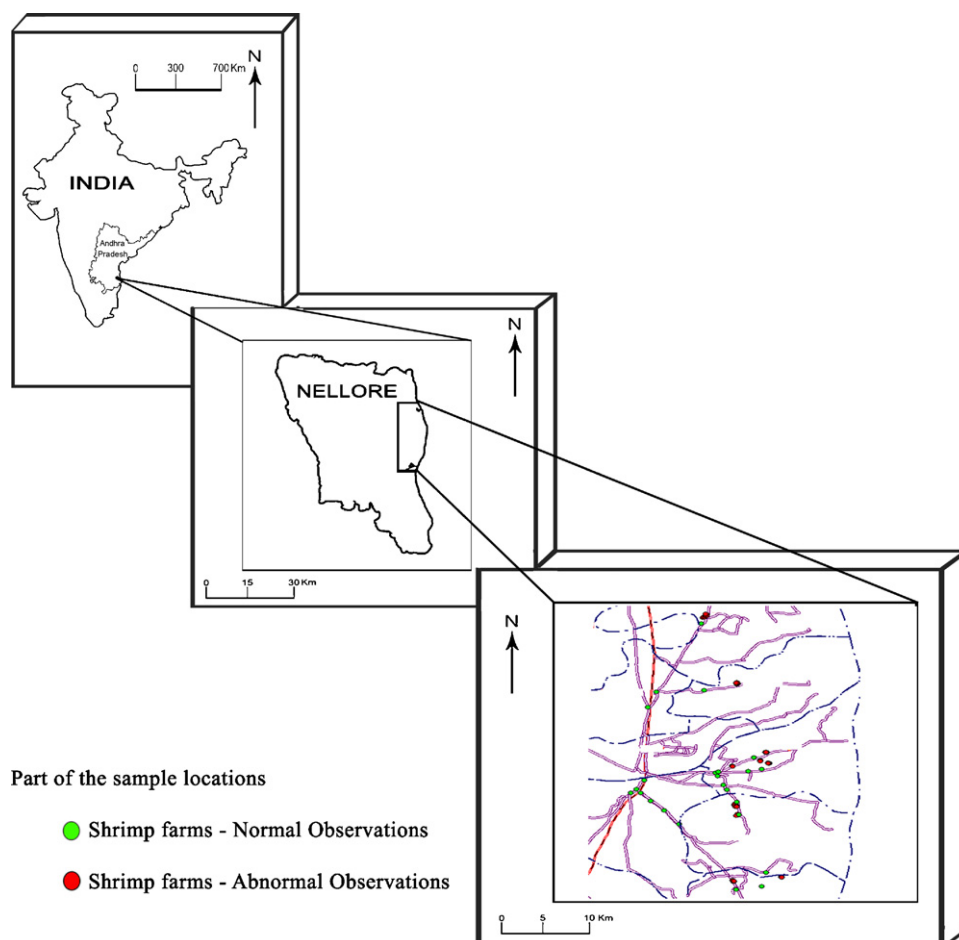 N
0 300 700 Km
INDIA
Andhra
Pradesh
N
NELLORE
0 15 30 Km
N
Part of the sample locations
Shrimp farms - Normal Observations
Shrimp farms - Abnormal Observations
0 5 10 Km